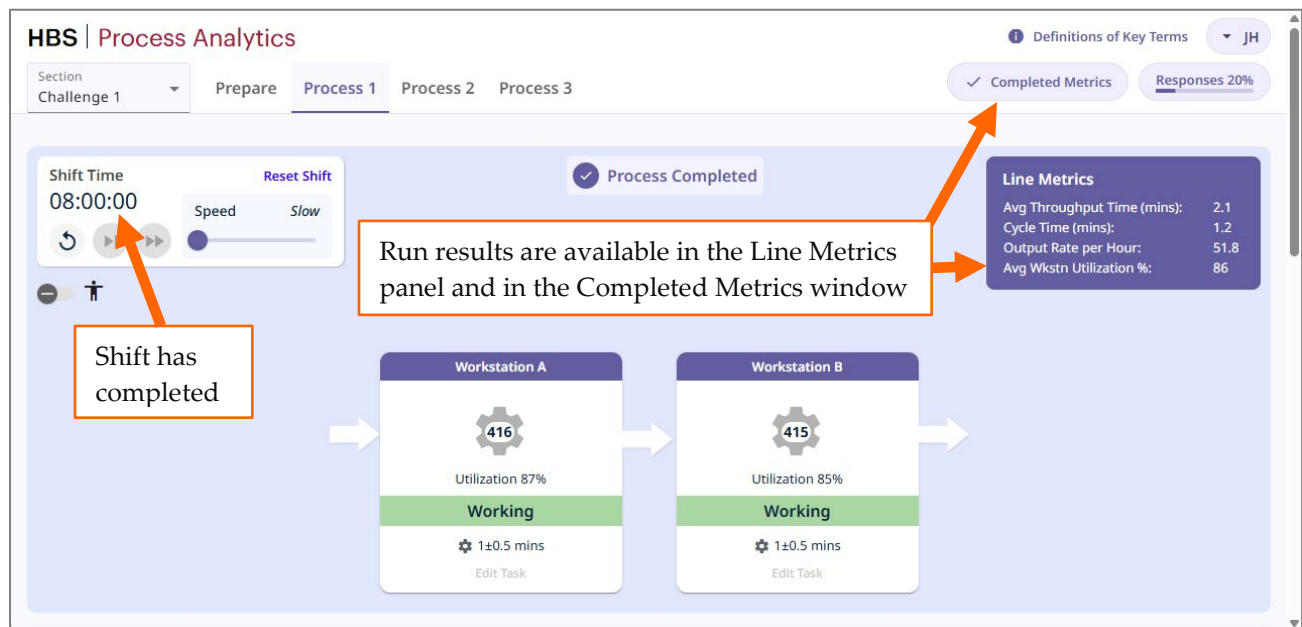 HBS | Process Analytics
Definitions of Key Terms
JH
Section
Challenge 1
Prepare
Process 1
Process 2
Process 3
Completed Metrics
Responses 20%
Shift Time
Reset Shift
08:00:00
Speed
Slow
Process Completed
Line Metrics
Avg Throughput Time (mins): 2.1
Cycle Time (mins): 1.2
Output Rate per Hour: 51.8
Avg Wkstn Utilization %: 86
Run results are available in the Line Metrics
panel and in the Completed Metrics window
Shift has
completed
Workstation A
416
Utilization 87%
Working
1±0.5 mins
Edit Task
Workstation B
415
Utilization 85%
Working
1±0.5 mins
Edit Task